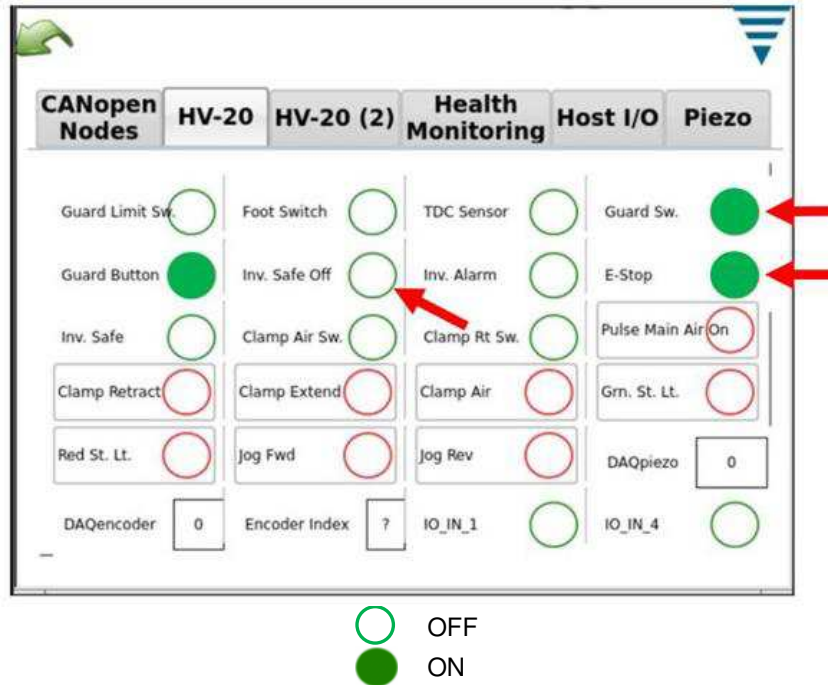 CANopen Nodes
HV-20
HV-20 (2)
Health Monitoring
Host I/O
Piezo
Guard Limit Sw.
Foot Switch
TDC Sensor
Guard Sw.
Guard Button
Inv. Safe Off
Inv. Alarm
E-Stop
Inv. Safe
Clamp Air Sw.
Clamp Rt Sw.
Pulse Main Air On
Clamp Retract
Clamp Extend
Clamp Air
Grn. St. Lt.
Red St. Lt.
Jog Fwd
Jog Rev
DAQpiezo 0
DAQencoder 0
Encoder Index ?
IO_IN_1
IO_IN_4
OFF
ON